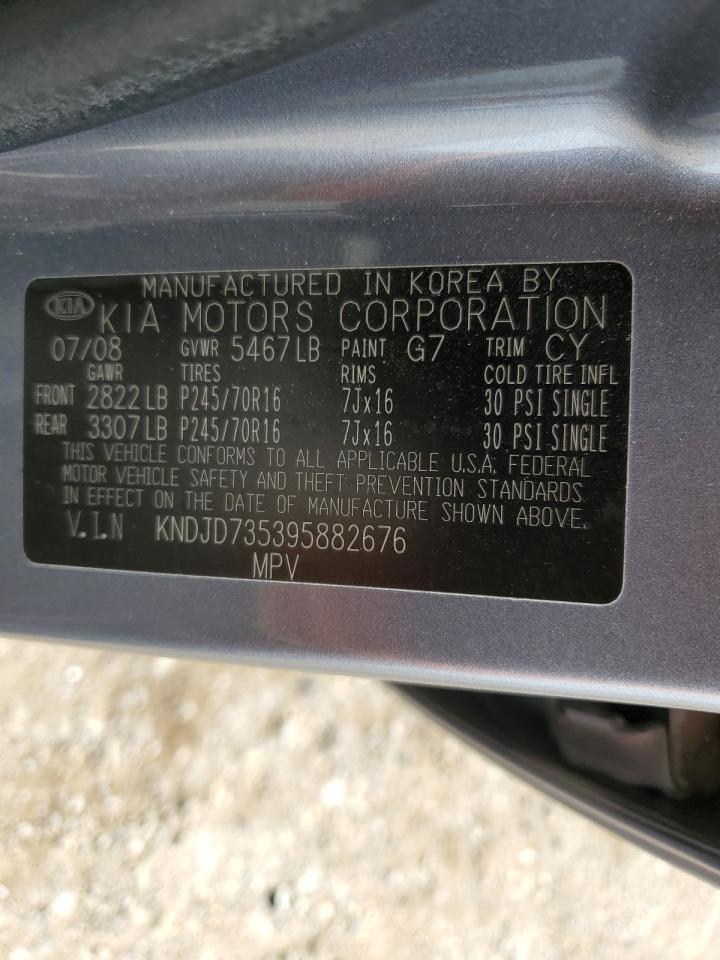 MANUFACTURED IN KOREA BY
KIA KIA MOTORS CORPORATION
07/08 GVWR 5467LB PAINT G7 TRIM CY
GAWR TIRES RIMS COLD TIRE INFL
FRONT 2822LB P245/70R16 7Jx16 30 PSI SINGLE
REAR 3307LB P245/70R16 7Jx16 30 PSI SINGLE
THIS VEHICLE CONFORMS TO ALL APPLICABLE U.S.A. FEDERAL
MOTOR VEHICLE SAFETY AND THEFT PREVENTION STANDARDS
IN EFFECT ON THE DATE OF MANUFACTURE SHOWN ABOVE.
V.I.N KNDJD735395882676
MPV